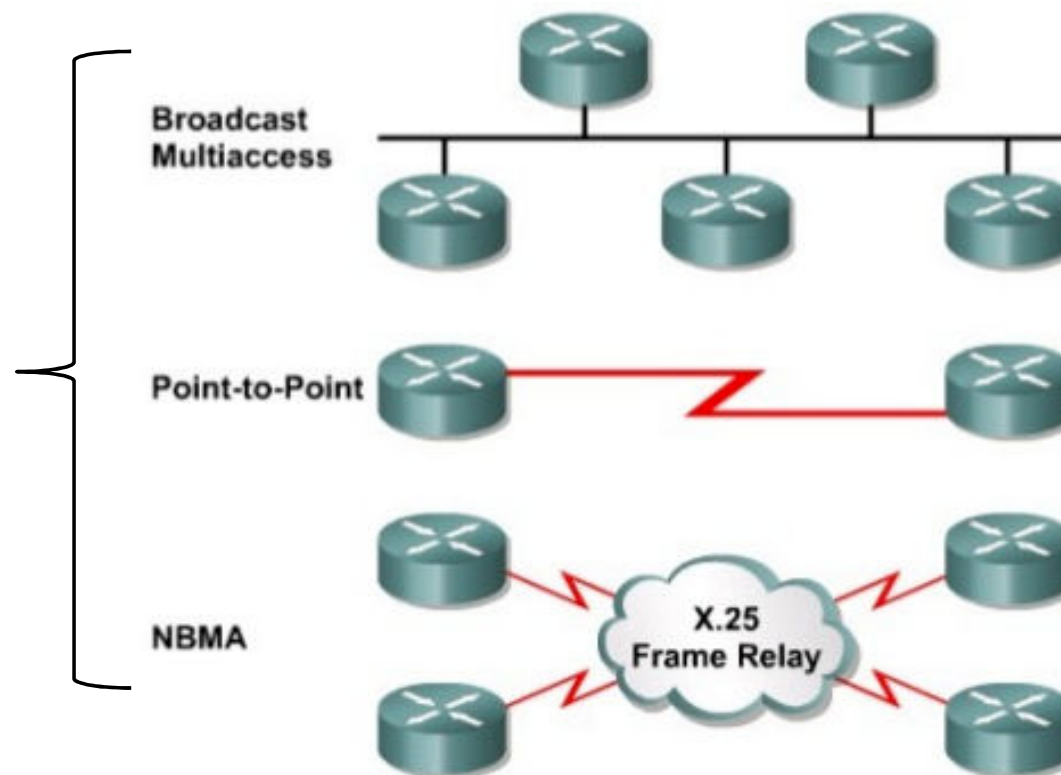 Broadcast
Multiaccess
Point-to-Point
NBMA
X.25
Frame Relay